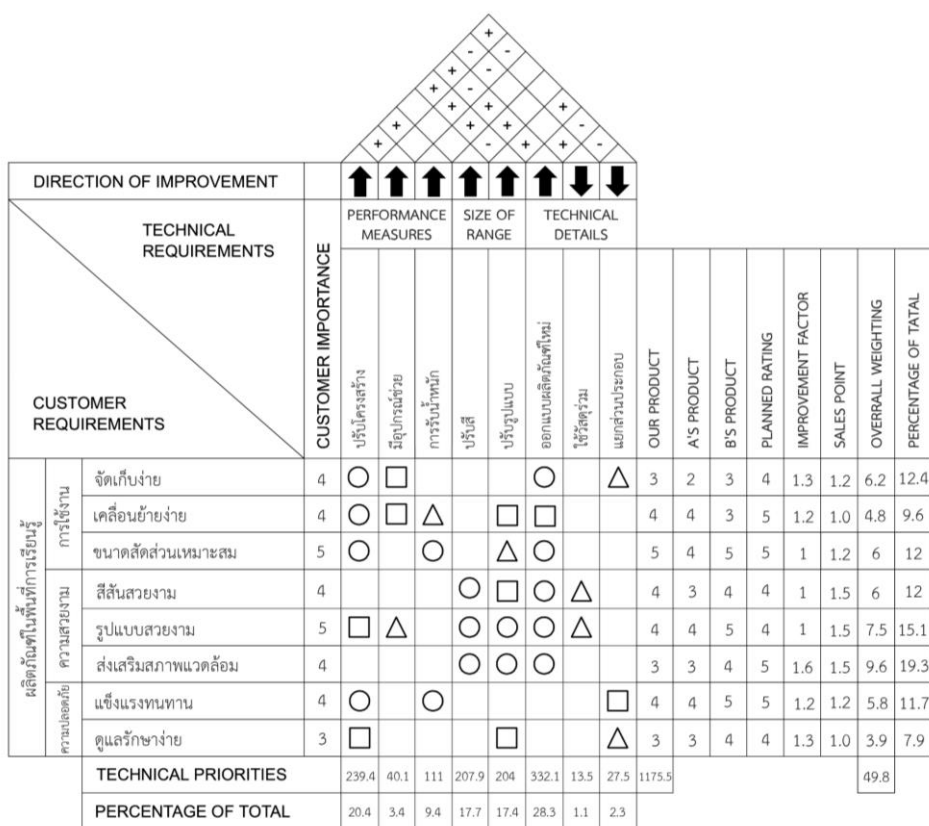 +
+ -
+ - -
+ -
+ + + +
+ + + + -
+ + - + + -
DIRECTION OF IMPROVEMENT
TECHNICAL REQUIREMENTS
CUSTOMER REQUIREMENTS
CUSTOMER IMPORTANCE
PERFORMANCE MEASURES
SIZE OF RANGE
TECHNICAL DETAILS
ปรับโครงสร้าง
มีอุปกรณ์ช่วย
การรับน้ำหนัก
ปรับสี
ปรับรูปแบบ
ออกแบบผลิตภัณฑ์ใหม่
ใช้วัสดุร่วม
แยกส่วนประกอบ
OUR PRODUCT
A'S PRODUCT
B'S PRODUCT
PLANNED RATING
IMPROVEMENT FACTOR
SALES POINT
OVERRALL WEIGHTING
PERCENTAGE OF TATAL
ผลิตภัณฑ์ในพื้นที่การเรียนรู้
การใช้งาน
จัดเก็บง่าย 4 3 2 3 4 1.3 1.2 6.2 12.4
เคลื่อนย้ายง่าย 4 4 4 3 5 1.2 1.0 4.8 9.6
ขนาดสัดส่วนเหมาะสม 5 5 4 5 5 1 1.2 6 12
ความสวยงาม
สีสันสวยงาม 4 4 3 4 4 1 1.5 6 12
รูปแบบสวยงาม 5 4 4 5 4 1 1.5 7.5 15.1
ส่งเสริมสภาพแวดล้อม 4 3 3 4 5 1.6 1.5 9.6 19.3
ความปลอดภัย
แข็งแรงทนทาน 4 4 4 5 5 1.2 1.2 5.8 11.7
ดูแลรักษาง่าย 3 3 3 4 4 1.3 1.0 3.9 7.9
TECHNICAL PRIORITIES 239.4 40.1 111 207.9 204 332.1 13.5 27.5 1175.5 49.8
PERCENTAGE OF TOTAL 20.4 3.4 9.4 17.7 17.4 28.3 1.1 2.3